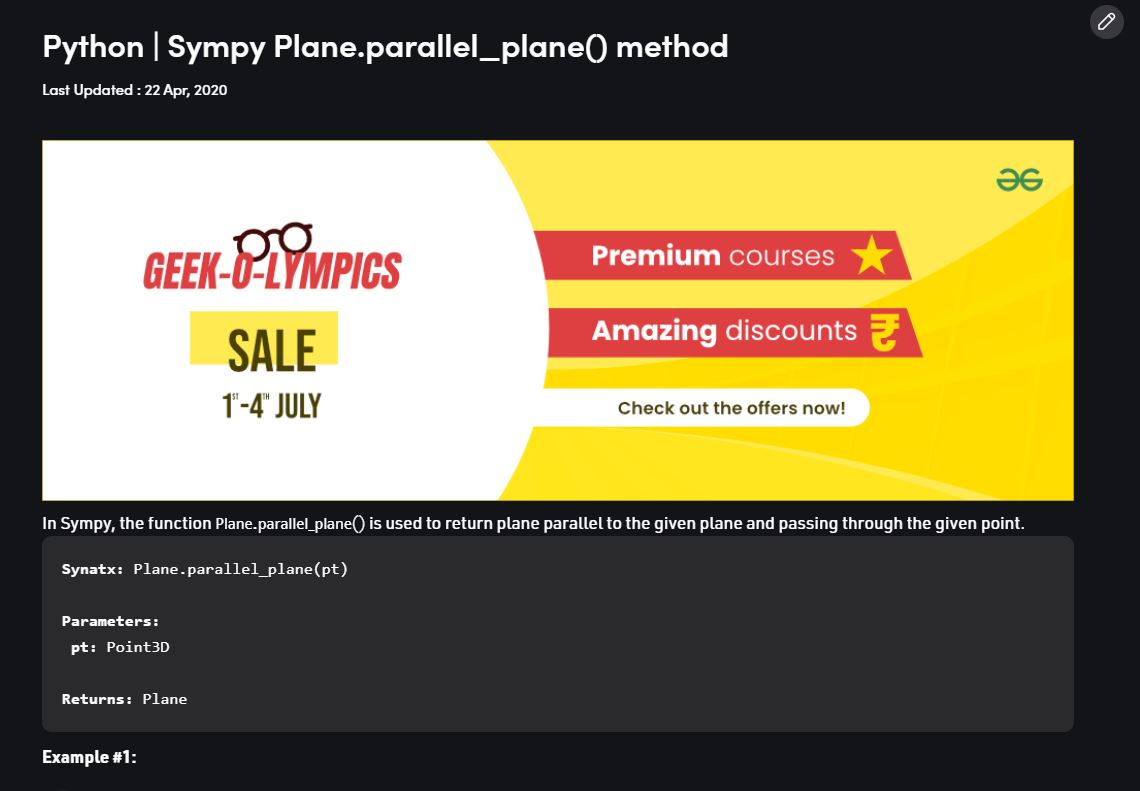 Python | Sympy Plane.parallel_plane() method
Last Updated : 22 Apr, 2020
GEEK-O-LYMPICS
SALE
1ST-4TH JULY
Premium courses
Amazing discounts ₹
Check out the offers now!
In Sympy, the function Plane.parallel_plane() is used to return plane parallel to the given plane and passing through the given point.
Synatx: Plane.parallel_plane(pt)
Parameters:
pt: Point3D
Returns: Plane
Example #1: